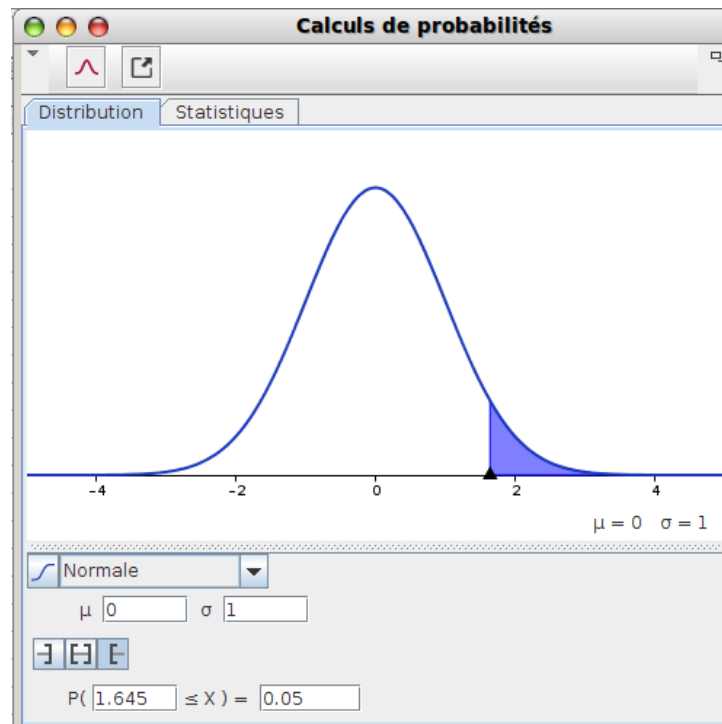 Calculs de probabilités
Distribution Statistiques
-4 -2 0 2 4
μ = 0 σ = 1
Normale
μ 0 σ 1
P( 1.645 ≤ X ) = 0.05